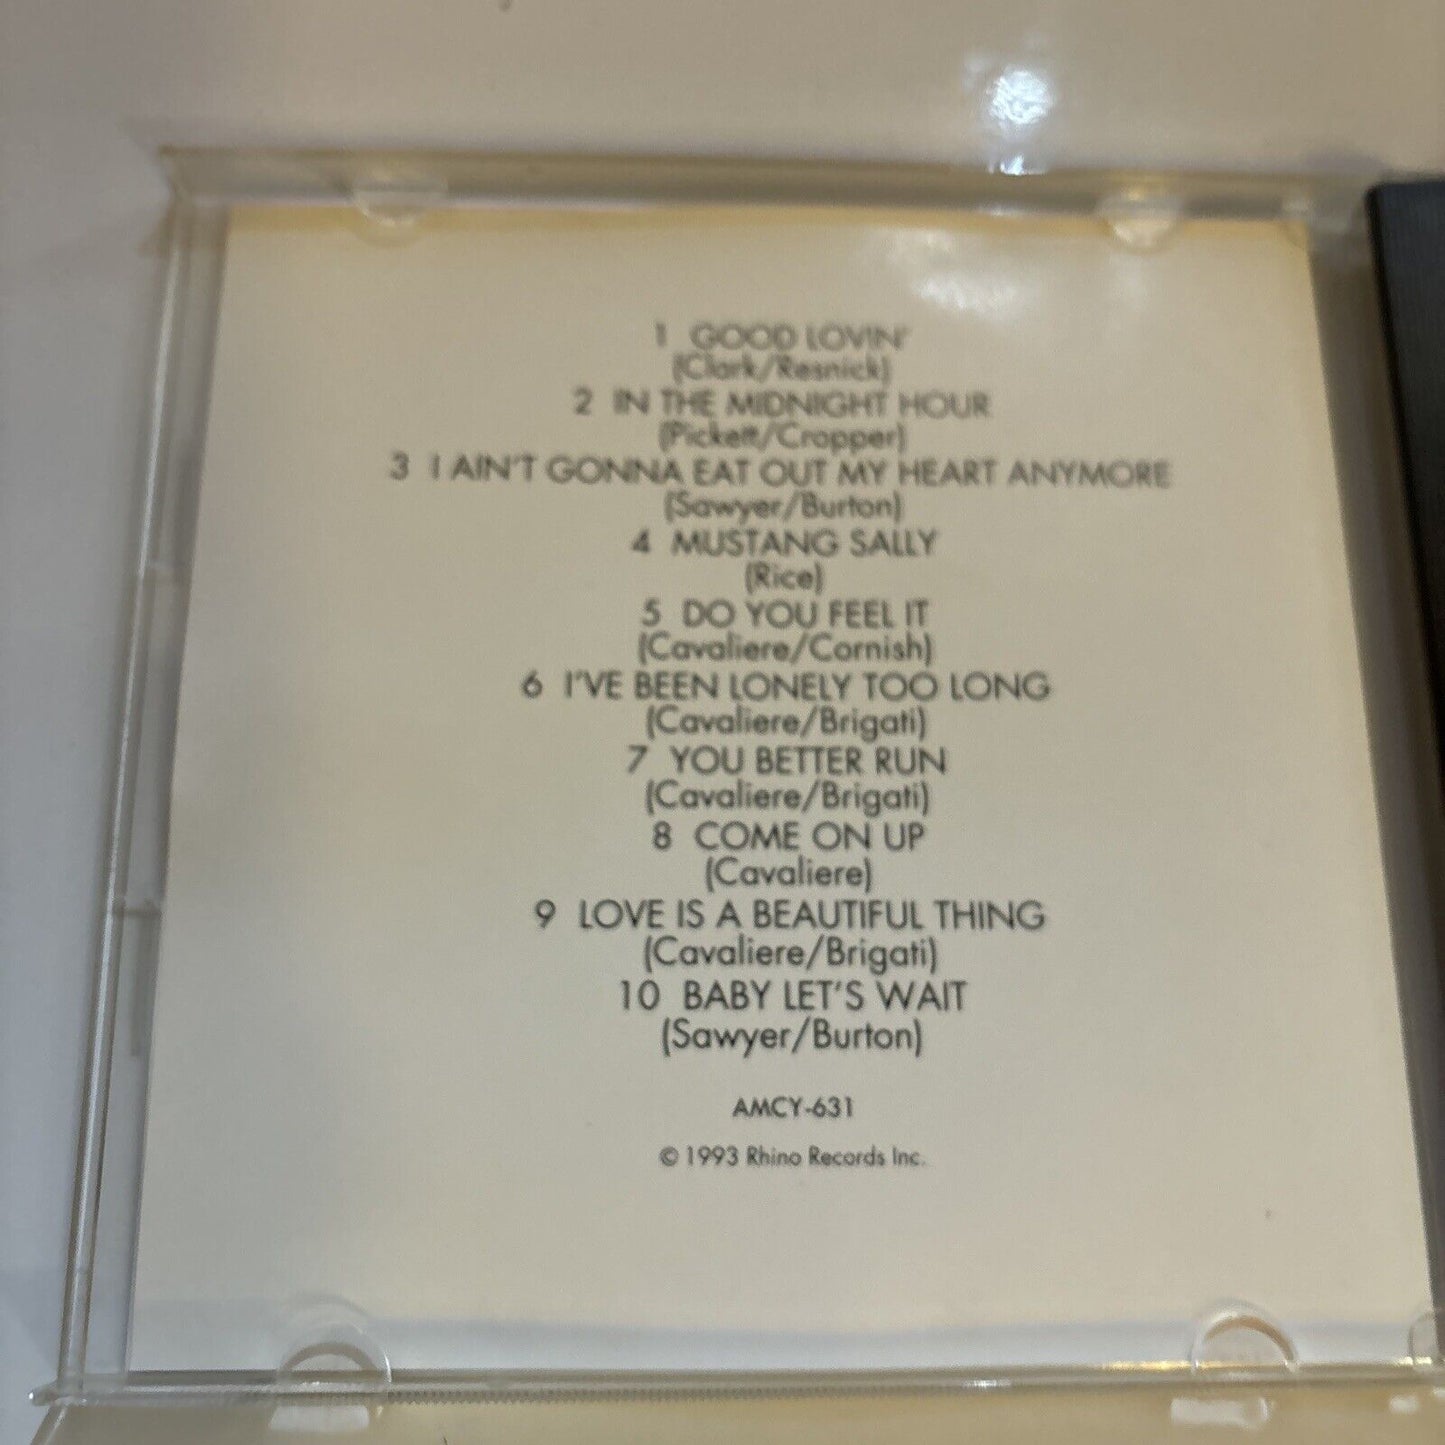 1 GOOD LOVIN'
(Clark/Resnick)
2 IN THE MIDNIGHT HOUR
(Pickett/Cropper)
3 I AIN'T GONNA EAT OUT MY HEART ANYMORE
(Sawyer/Burton)
4 MUSTANG SALLY
(Rice)
5 DO YOU FEEL IT
(Cavaliere/Cornish)
6 I'VE BEEN LONELY TOO LONG
(Cavaliere/Brigati)
7 YOU BETTER RUN
(Cavaliere/Brigati)
8 COME ON UP
(Cavaliere)
9 LOVE IS A BEAUTIFUL THING
(Cavaliere/Brigati)
10 BABY LET'S WAIT
(Sawyer/Burton)
AMCY-631
© 1993 Rhino Records Inc.